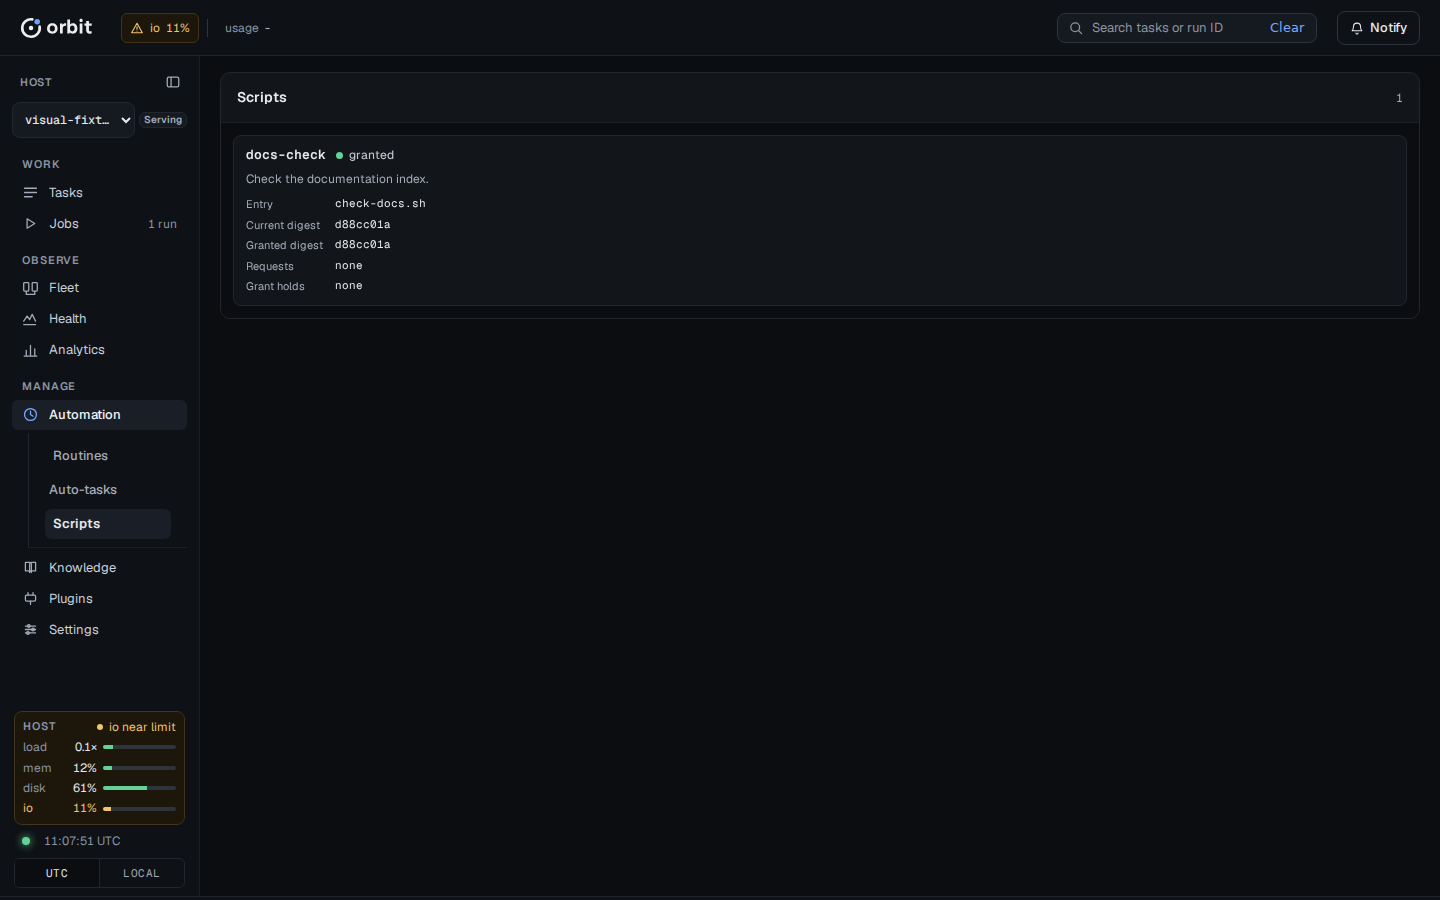 orbit
io 11%
usage -
Search tasks or run ID
Clear
Notify
HOST
visual-fixt…
Serving
WORK
Tasks
Jobs 1 run
OBSERVE
Fleet
Health
Analytics
MANAGE
Automation
Routines
Auto-tasks
Scripts
Knowledge
Plugins
Settings
HOST io near limit
load 0.1×
mem 12%
disk 61%
io 11%
11:07:51 UTC
UTC LOCAL
Scripts 1
docs-check granted
Check the documentation index.
Entry check-docs.sh
Current digest d88cc01a
Granted digest d88cc01a
Requests none
Grant holds none